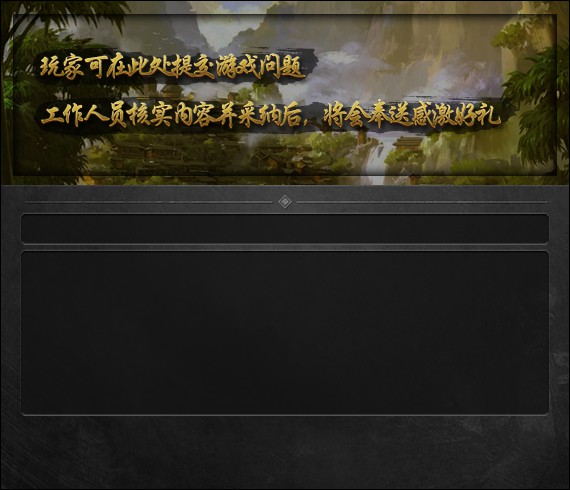 玩家可在此处提交游戏问题
工作人员核实内容并采纳后，将会奉送感激好礼